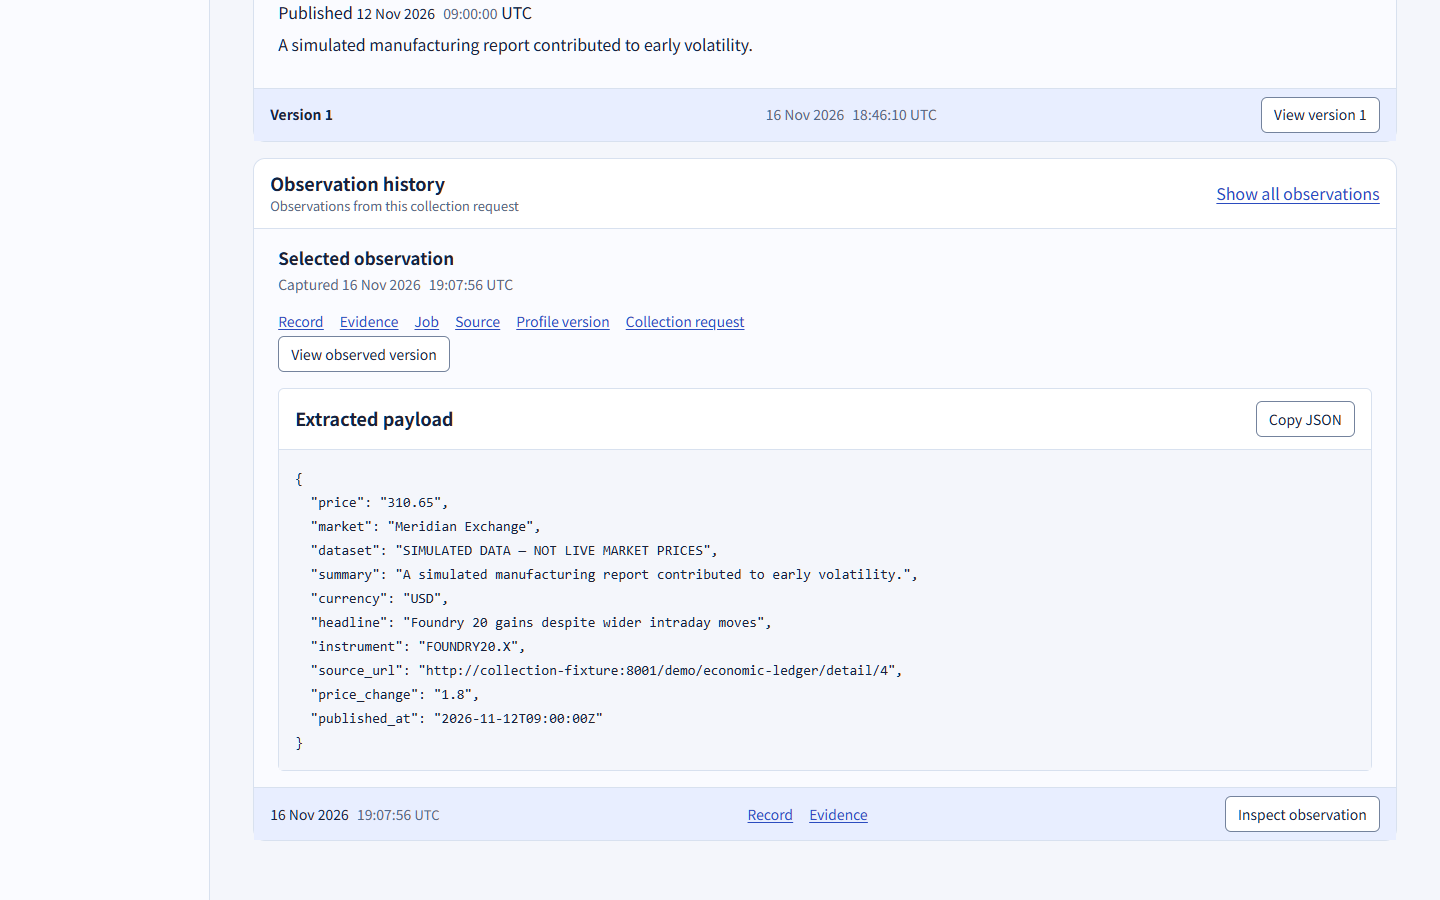 Published 12 Nov 2026 09:00:00 UTC
A simulated manufacturing report contributed to early volatility.
Version 1 16 Nov 2026 18:46:10 UTC View version 1
Observation history
Observations from this collection request
Show all observations
Selected observation
Captured 16 Nov 2026 19:07:56 UTC
Record Evidence Job Source Profile version Collection request
View observed version
Extracted payload Copy JSON
{
  "price": "310.65",
  "market": "Meridian Exchange",
  "dataset": "SIMULATED DATA — NOT LIVE MARKET PRICES",
  "summary": "A simulated manufacturing report contributed to early volatility.",
  "currency": "USD",
  "headline": "Foundry 20 gains despite wider intraday moves",
  "instrument": "FOUNDRY20.X",
  "source_url": "http://collection-fixture:8001/demo/economic-ledger/detail/4",
  "price_change": "1.8",
  "published_at": "2026-11-12T09:00:00Z"
}
16 Nov 2026 19:07:56 UTC Record Evidence Inspect observation